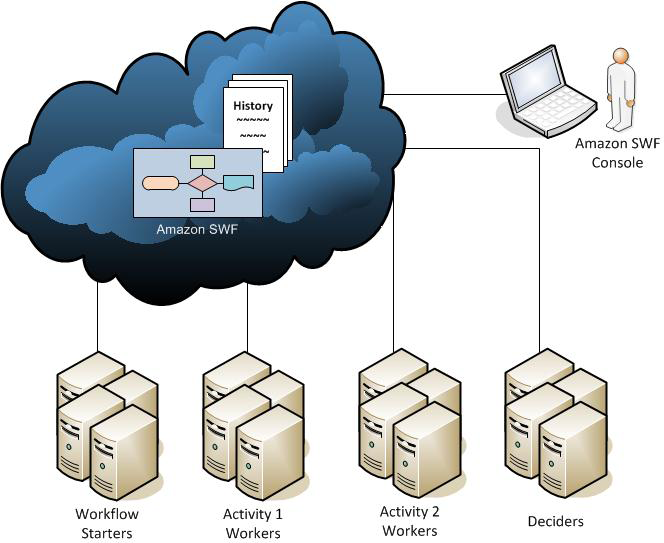 History
Amazon SWF
Amazon SWF
Console
Workflow
Starters
Activity 1
Workers
Activity 2
Workers
Deciders